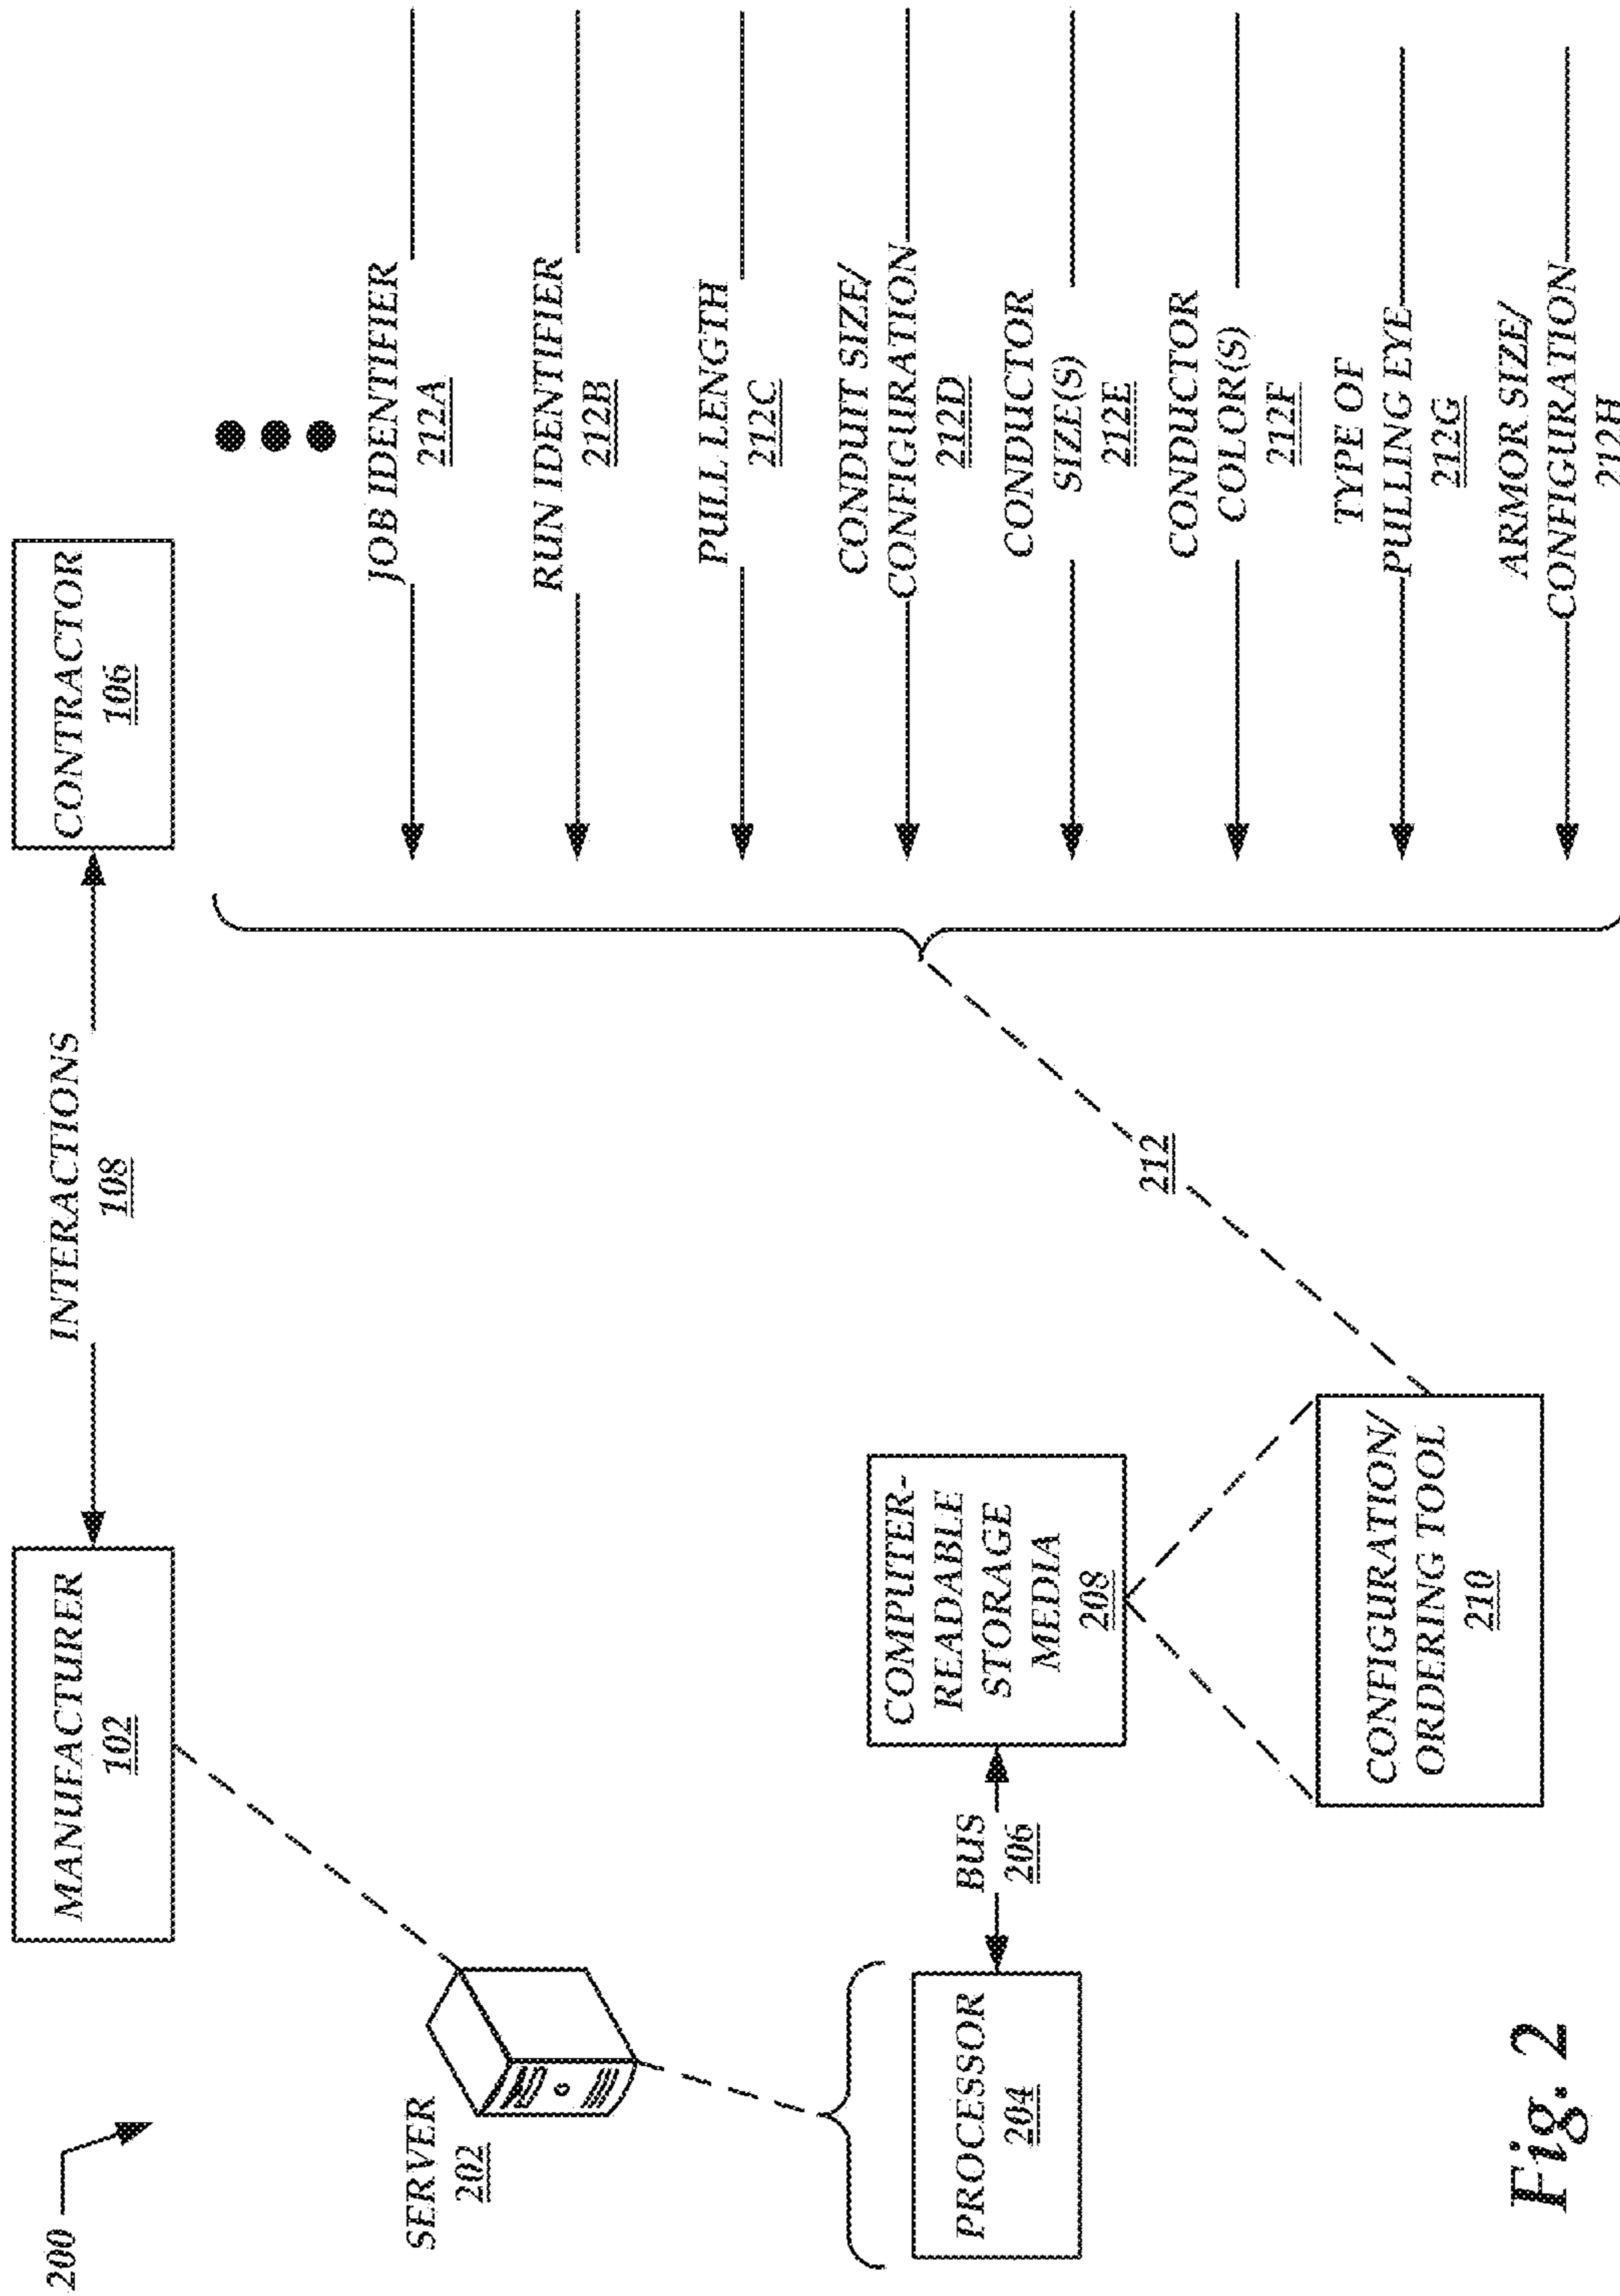 200
MANUFACTURER
102
INTERACTIONS
108
CONTRACTOR
106
SERVER
202
PROCESSOR
204
BUS
206
COMPUTER-
READABLE
STORAGE
MEDIA
208
CONFIGURATION/
ORDERING TOOL
210
212
JOB IDENTIFIER
212A
RUN IDENTIFIER
212B
PULL LENGTH
212C
CONDUIT SIZE/
CONFIGURATION
212D
CONDUCTOR
SIZE(S)
212E
CONDUCTOR
COLOR(S)
212F
TYPE OF
PULLING EYE
212G
ARMOR SIZE/
CONFIGURATION
212H
Fig. 2